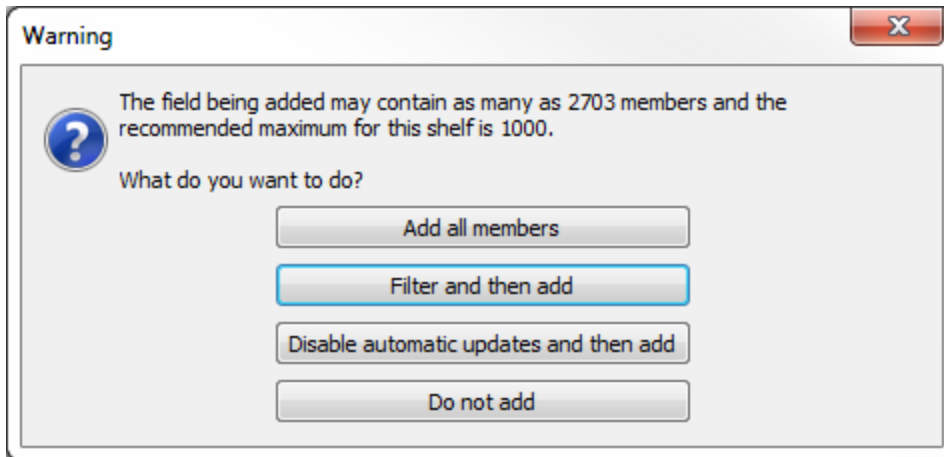 Warning
The field being added may contain as many as 2703 members and the
recommended maximum for this shelf is 1000.
What do you want to do?
Add all members
Filter and then add
Disable automatic updates and then add
Do not add